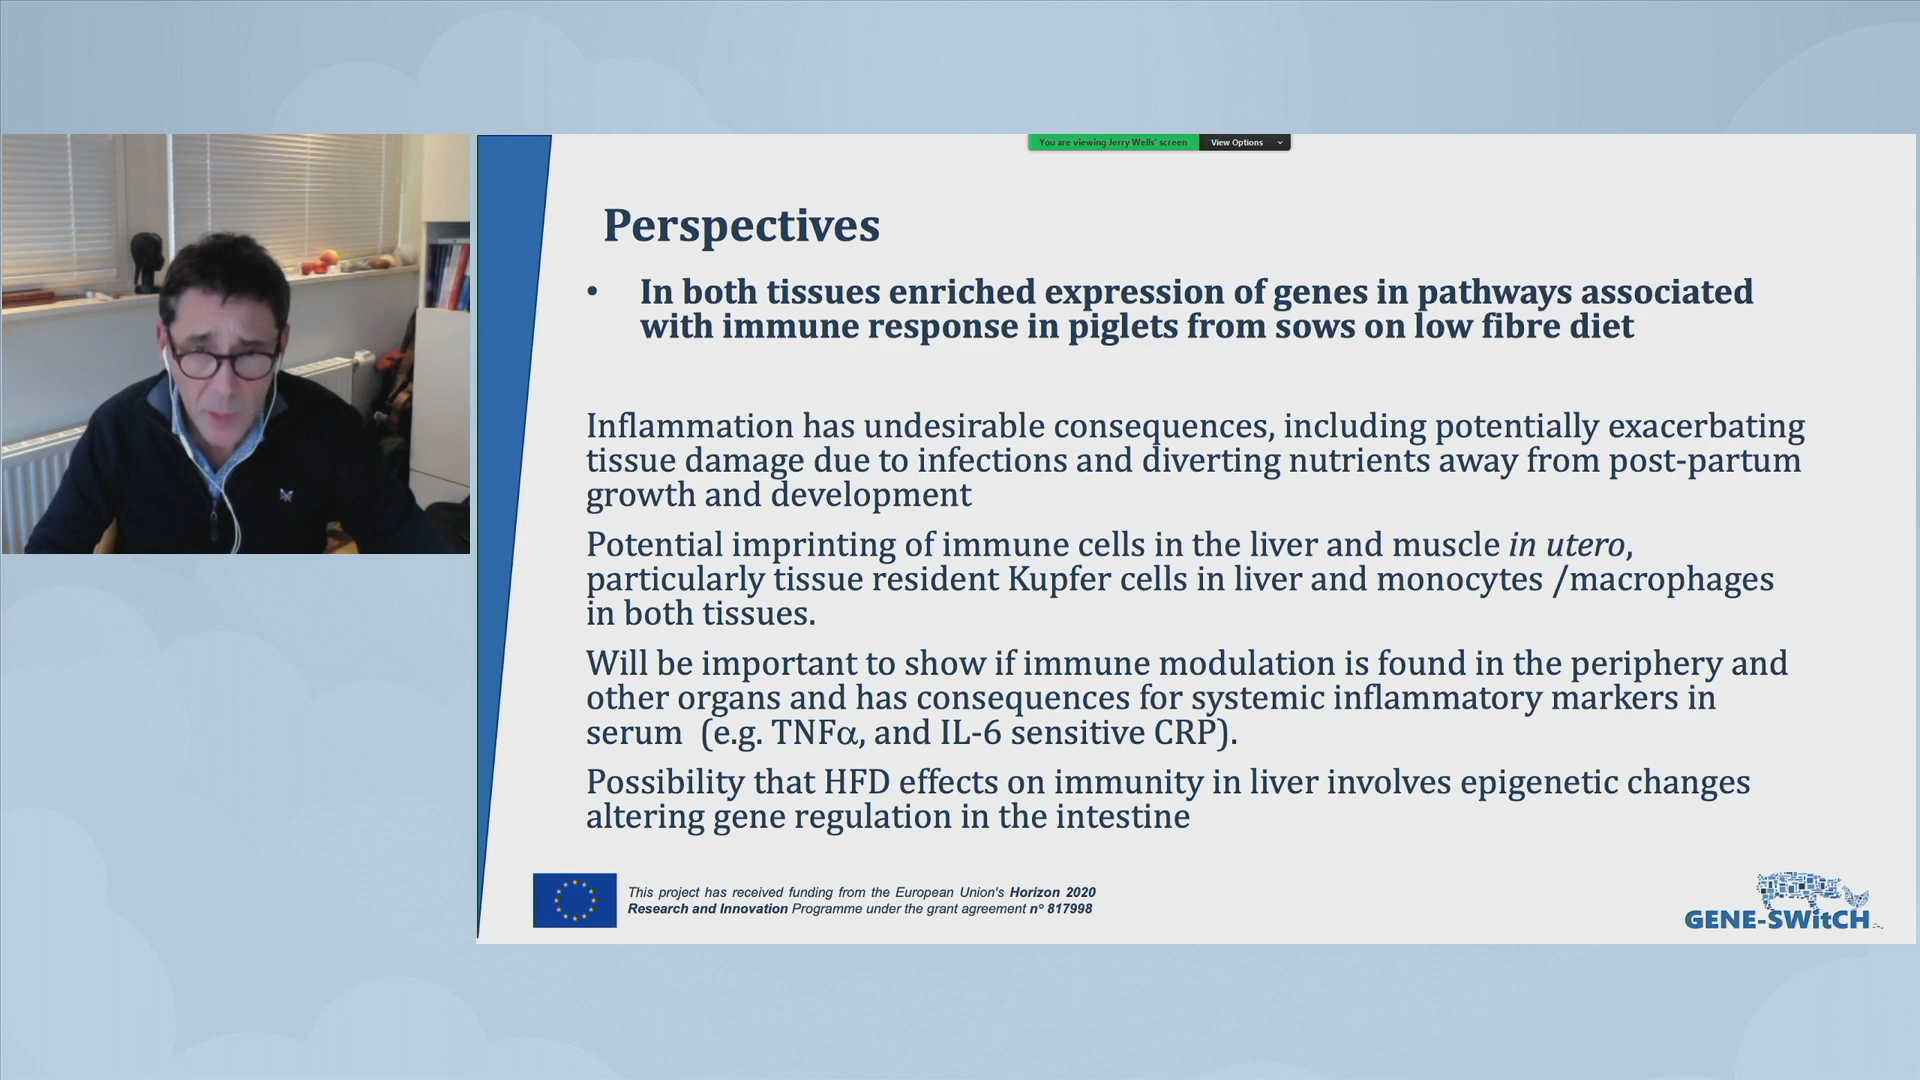 You are viewing Jerry Wells' screen
View Options
Perspectives
• In both tissues enriched expression of genes in pathways associated
with immune response in piglets from sows on low fibre diet
Inflammation has undesirable consequences, including potentially exacerbating
tissue damage due to infections and diverting nutrients away from post-partum
growth and development
Potential imprinting of immune cells in the liver and muscle in utero,
particularly tissue resident Kupfer cells in liver and monocytes /macrophages
in both tissues.
Will be important to show if immune modulation is found in the periphery and
other organs and has consequences for systemic inflammatory markers in
serum (e.g. TNFα, and IL-6 sensitive CRP).
Possibility that HFD effects on immunity in liver involves epigenetic changes
altering gene regulation in the intestine
This project has received funding from the European Union's Horizon 2020
Research and Innovation Programme under the grant agreement n° 817998
GENE-SWitCH